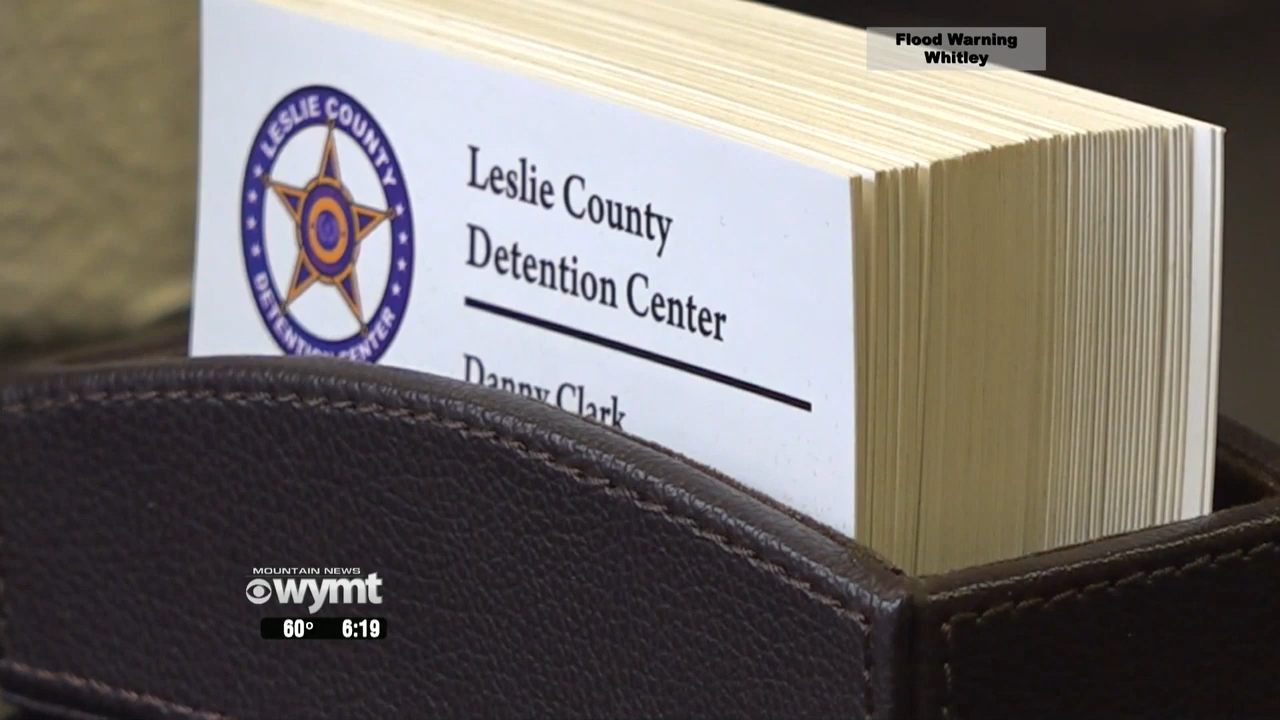 Flood Warning
Whitley
LESLIE COUNTY
DETENTION CENTER
Leslie County
Detention Center
Danny Clark
MOUNTAIN NEWS
wymt
60° 6:19